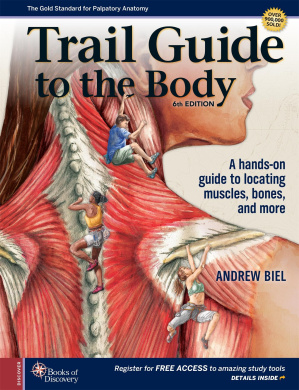 The Gold Standard for Palpatory Anatomy
OVER
900,000
SOLD!
Trail Guide
to the Body
6th EDITION
A hands-on
guide to locating
muscles, bones,
and more
ANDREW BIEL
DISCOVER
Books of
Discovery
Register for FREE ACCESS to amazing study tools
DETAILS INSIDE